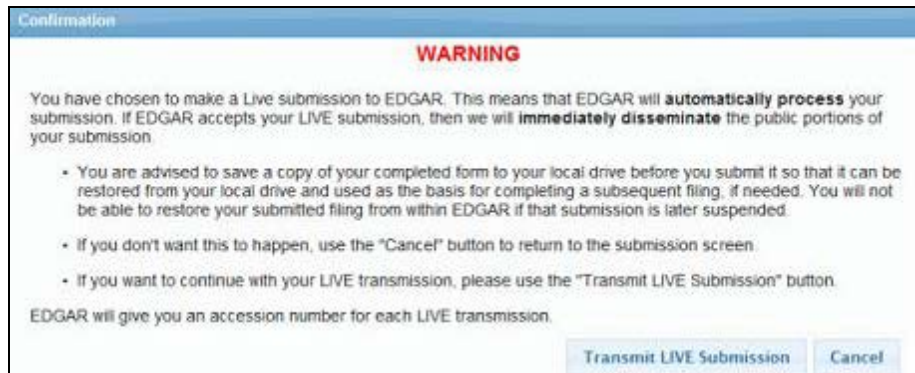 Confirmation
WARNING
You have chosen to make a Live submission to EDGAR. This means that EDGAR will automatically process your
submission. If EDGAR accepts your LIVE submission, then we will immediately disseminate the public portions of
your submission.
• You are advised to save a copy of your completed form to your local drive before you submit it so that it can be
restored from your local drive and used as the basis for completing a subsequent filing, if needed. You will not
be able to restore your submitted filing from within EDGAR if that submission is later suspended.
• If you don't want this to happen, use the "Cancel" button to return to the submission screen.
• If you want to continue with your LIVE transmission, please use the "Transmit LIVE Submission" button.
EDGAR will give you an accession number for each LIVE transmission.
Transmit LIVE Submission Cancel